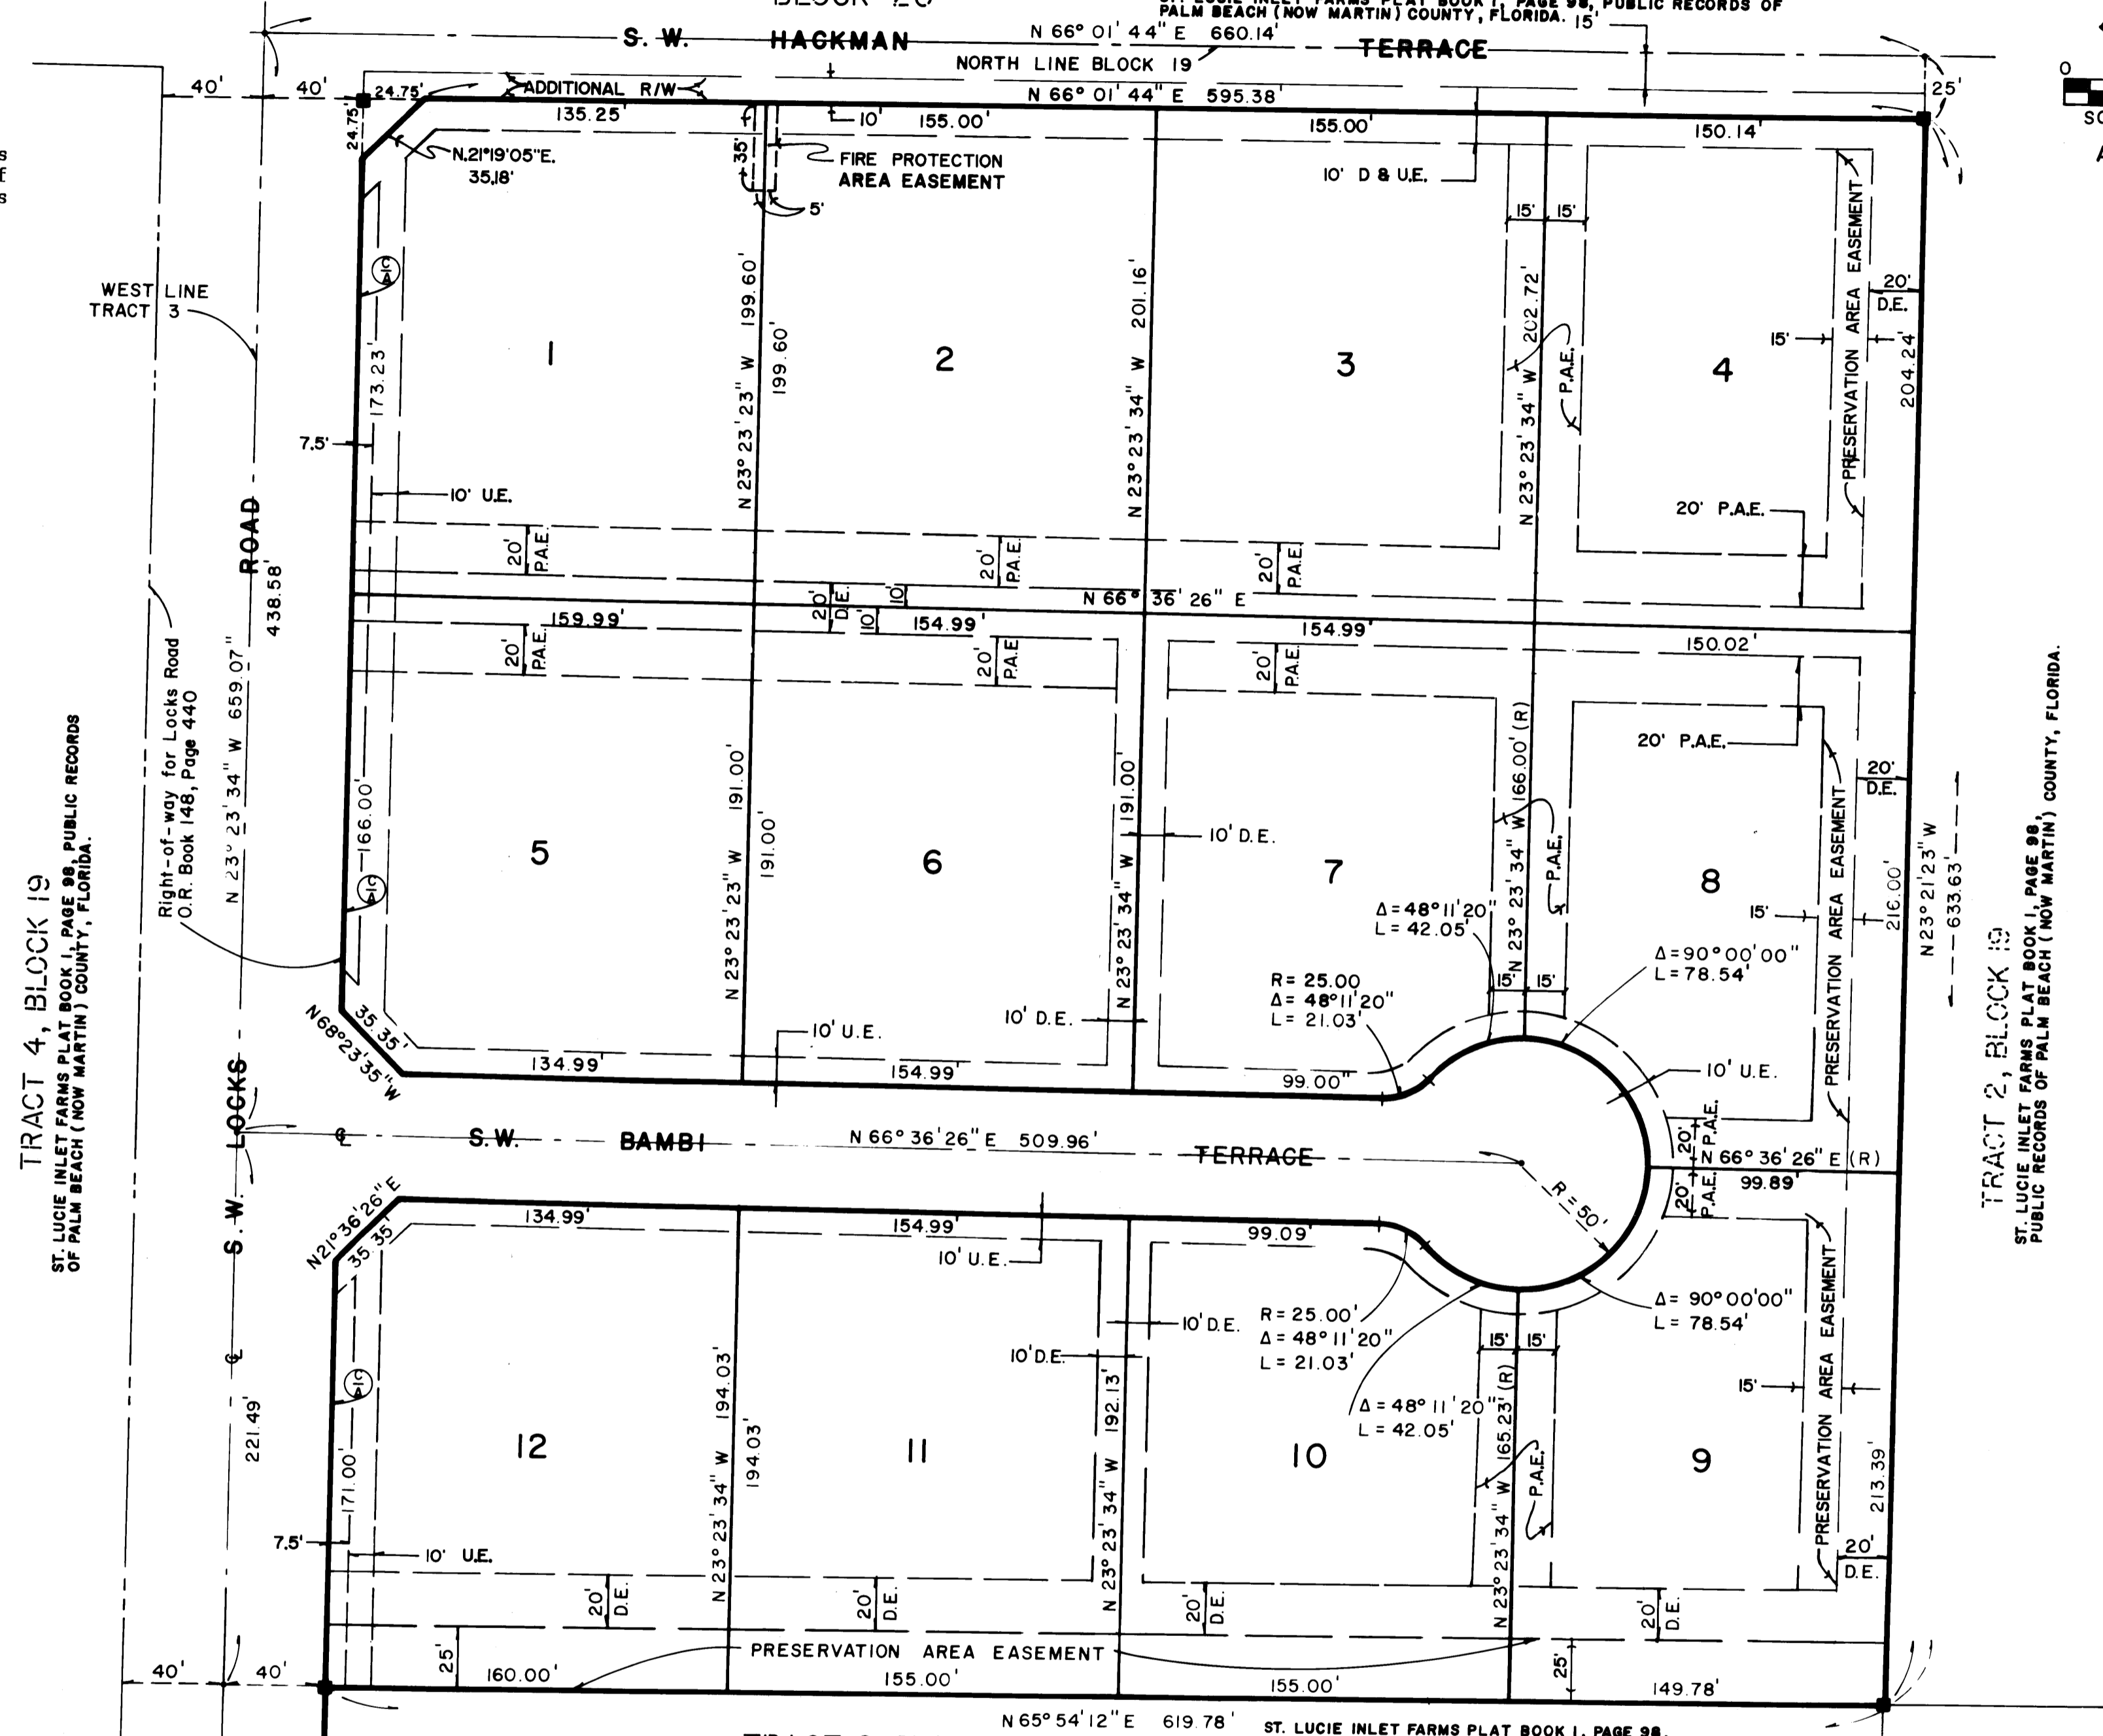 PALM BEACH (NOW MARTIN) COUNTY, FLORIDA.
15'
S. W. HACKMAN TERRACE
N 66° 01' 44" E 660.14'
NORTH LINE BLOCK 19
40' 40' 24.75'
ADDITIONAL R/W
N 66° 01' 44" E 595.38'
25'
24.75'
135.25'
10'
155.00'
155.00'
150.14'
N.21°19'05"E.
35.18'
35'
FIRE PROTECTION
AREA EASEMENT
5'
10' D & U.E.
15' 15'
PRESERVATION AREA EASEMENT
20'
D.E.
15'
204.24'
WEST LINE
TRACT 3
C/A
173.23'
7.5'
10' U.E.
1
N 23° 23' 23" W 199.60'
199.60'
2
N 23° 23' 34" W 201.16'
3
N 23° 23' 34" W 202.72'
P.A.E.
4
20' P.A.E.
ROAD
438.58'
20' P.A.E.
20' P.A.E.
20' P.A.E.
20' D.E.
10'
10'
N 66° 36' 26" E
159.99'
154.99'
154.99'
150.02'
20' P.A.E.
20' P.A.E.
20' P.A.E.
20' P.A.E.
20'
D.E.
Right-of-way for Locks Road
O.R. Book 148, Page 440
N 23° 23' 34" W 659.07'
166.00'
5
N 23° 23' 23" W 191.00'
191.00'
6
N 23° 23' 34" W 191.00'
10' D.E.
7
N 23° 23' 34" W 166.00' (R)
P.A.E.
8
15'
PRESERVATION AREA EASEMENT
216.00'
N 23° 21' 23" W
633.63'
TRACT 4, BLOCK 19
ST. LUCIE INLET FARMS PLAT BOOK 1, PAGE 98, PUBLIC RECORDS
OF PALM BEACH (NOW MARTIN) COUNTY, FLORIDA.
TRACT 2, BLOCK 19
ST. LUCIE INLET FARMS PLAT BOOK 1, PAGE 98,
PUBLIC RECORDS OF PALM BEACH (NOW MARTIN) COUNTY, FLORIDA.
Δ=48°11'20"
L= 42.05'
Δ=90°00'00"
L=78.54'
R= 25.00
Δ= 48°11'20"
L= 21.03'
15' 15'
C/A
N68°23'35"W
35.35'
10' D.E.
10' U.E.
134.99'
154.99'
99.00"
10' U.E.
S. W. LOCKS
℄
S.W. BAMBI TERRACE
N 66° 36' 26" E 509.96'
R = 50'
20' P.A.E.
N 66° 36' 26" E (R)
99.89'
20' P.A.E.
N21°36'26"E
35.35'
134.99'
154.99'
99.09'
10' U.E.
10' D.E.
R= 25.00'
Δ= 48°11'20"
L= 21.03'
10' D.E.
Δ = 48° 11' 20"
L = 42.05'
15' 15'
Δ= 90°00'00"
L= 78.54'
℄
221.49'
C/A
171.00'
7.5'
10' U.E.
12
N 23° 23' 34" W 194.03'
194.03'
11
N 23° 23' 34" W 192.13'
10
N 23° 23' 34" W 165.23' (R)
P.A.E.
9
15'
PRESERVATION AREA EASEMENT
213.39'
20'
D.E.
20' D.E.
20' D.E.
20' D.E.
20' D.E.
PRESERVATION AREA EASEMENT
25'
25'
40' 40'
160.00'
155.00'
155.00'
149.78'
N 65° 54' 12" E 619.78'
ST. LUCIE INLET FARMS PLAT BOOK 1, PAGE 98,